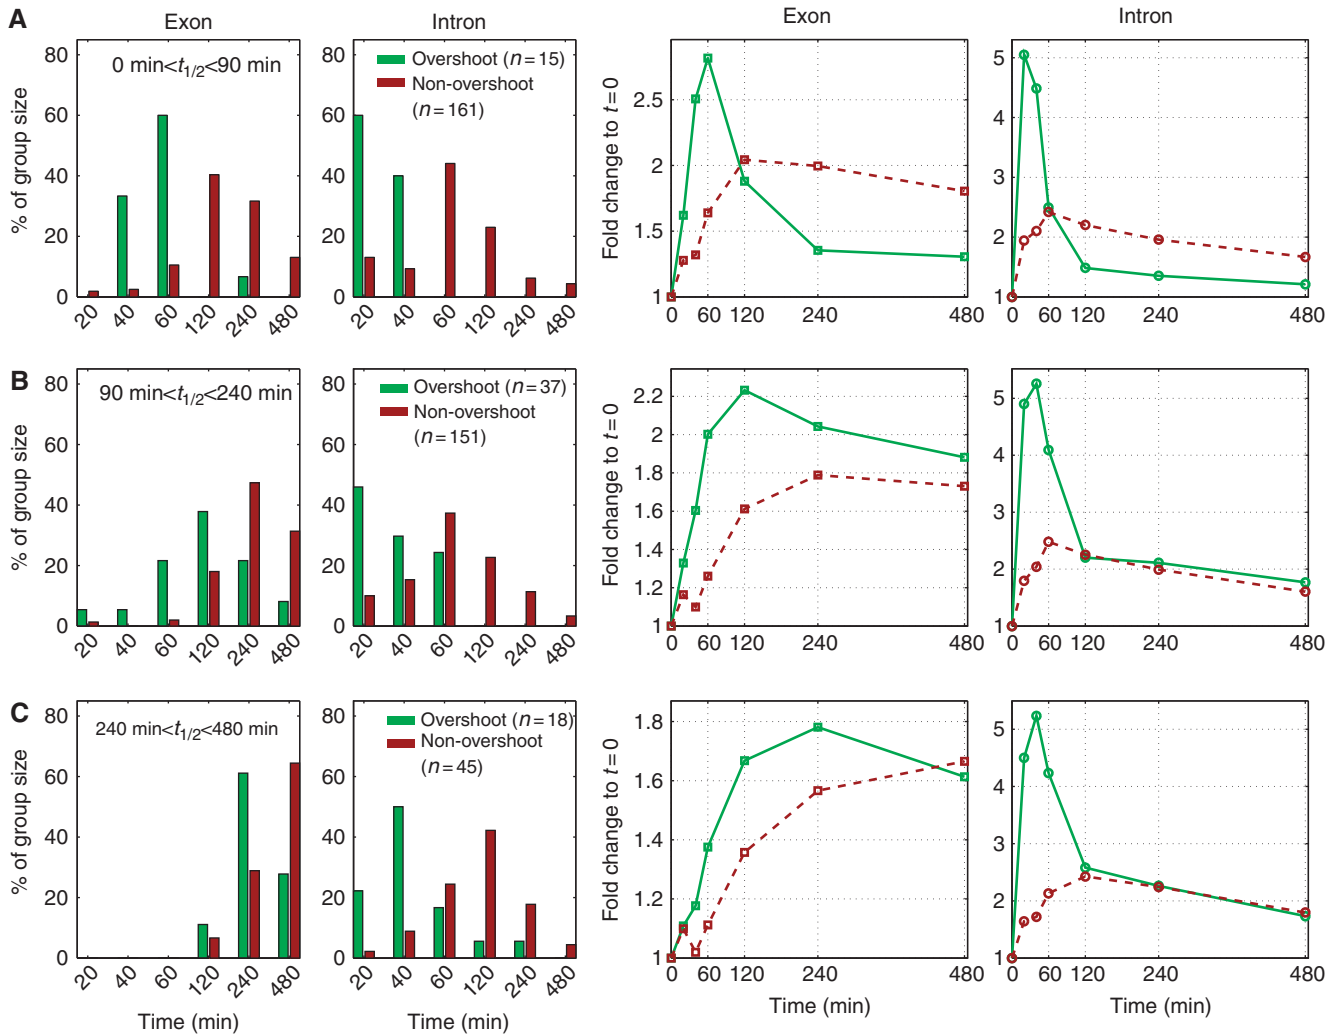 A
Exon
Intron
Exon
Intron
% of group size
80
60
40
20
0
0 min<t1/2<90 min
20 40 60 120 240 480
Overshoot (n=15)
Non-overshoot
(n=161)
80
60
40
20
0
20 40 60 120 240 480
Fold change to t=0
2.5
2
1.5
1
0 60 120 240 480
5
4
3
2
1
0 60 120 240 480
B
% of group size
80
60
40
20
0
90 min<t1/2<240 min
20 40 60 120 240 480
Overshoot (n=37)
Non-overshoot
(n=151)
80
60
40
20
0
20 40 60 120 240 480
Fold change to t=0
2.2
2
1.8
1.6
1.4
1.2
1
0 60 120 240 480
5
4
3
2
1
0 60 120 240 480
C
% of group size
80
60
40
20
0
240 min<t1/2<480 min
20 40 60 120 240 480
Time (min)
Overshoot (n=18)
Non-overshoot
(n=45)
80
60
40
20
0
20 40 60 120 240 480
Time (min)
Fold change to t=0
1.8
1.6
1.4
1.2
1
0 60 120 240 480
Time (min)
5
4
3
2
1
0 60 120 240 480
Time (min)